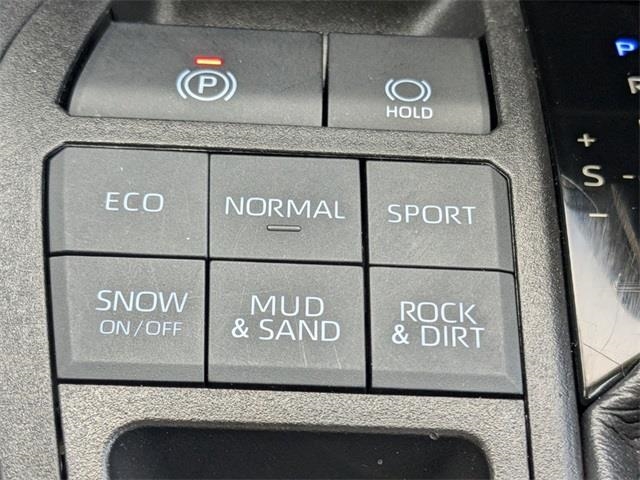 P
HOLD
P
R
ECO
NORMAL
SPORT
+
S
-
SNOW
ON/OFF
MUD
& SAND
ROCK
& DIRT